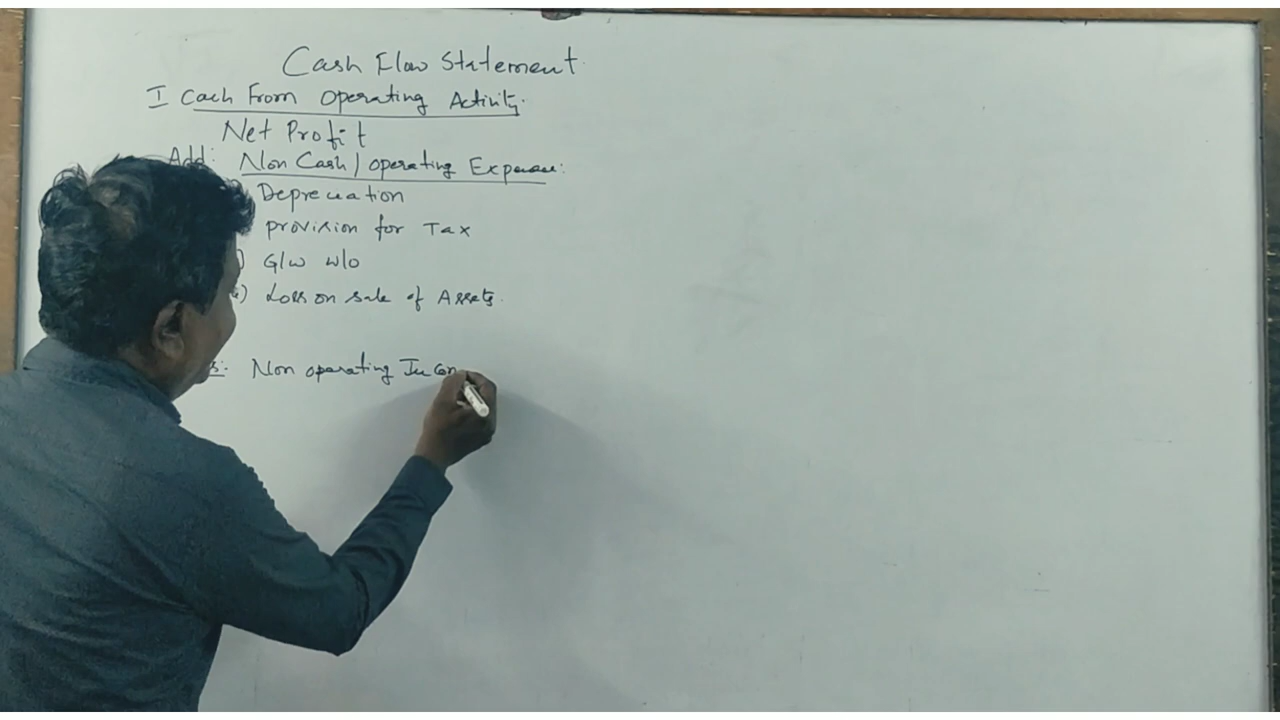 Cash Flow Statement
I Cash From Operating Activity.
Net Profit
Add: Non Cash / operating Expense:
Depreciation
provision for Tax
) G/w w/o
) Loss on sale of Assets.
s: Non operating Incom